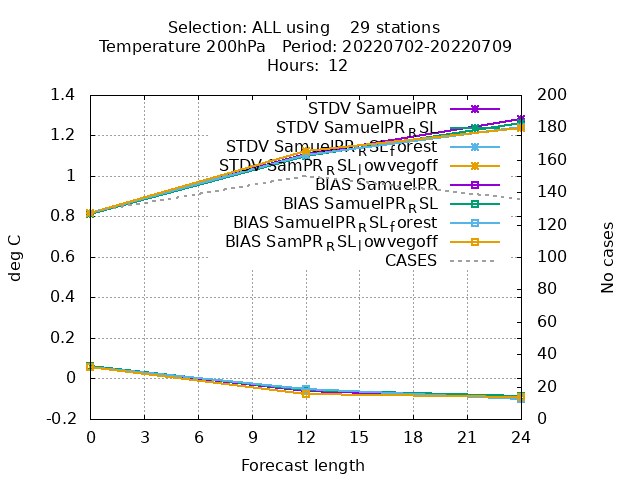 Selection: ALL using    29 stations
Temperature 200hPa   Period: 20220702-20220709
Hours:  12
deg C
No cases
1.4
1.2
1
0.8
0.6
0.4
0.2
0
-0.2
200
180
160
140
120
100
80
60
40
20
0
STDV SamuelPR
STDV SamuelPR_RSL
STDV SamuelPR_RSL_forest
STDV SamPR_RSL_lowvegoff
BIAS SamuelPR
BIAS SamuelPR_RSL
BIAS SamuelPR_RSL_forest
BIAS SamPR_RSL_lowvegoff
CASES
0 3 6 9 12 15 18 21 24
Forecast length